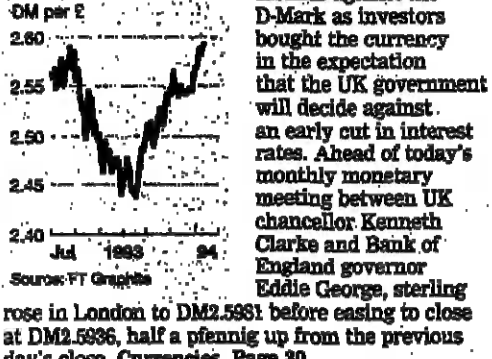 DM per £
2.60
2.55
2.50
2.45
2.40
Jul 1993 94
Source: FT Graphite
D-Mark as investors
bought the currency
in the expectation
that the UK government
will decide against
an early cut in interest
rates. Ahead of today's
monthly monetary
meeting between UK
chancellor Kenneth
Clarke and Bank of
England governor
Eddie George, sterling
rose in London to DM2.5981 before easing to close
at DM2.5936, half a pfennig up from the previous
day's close. Currencies, Page 30